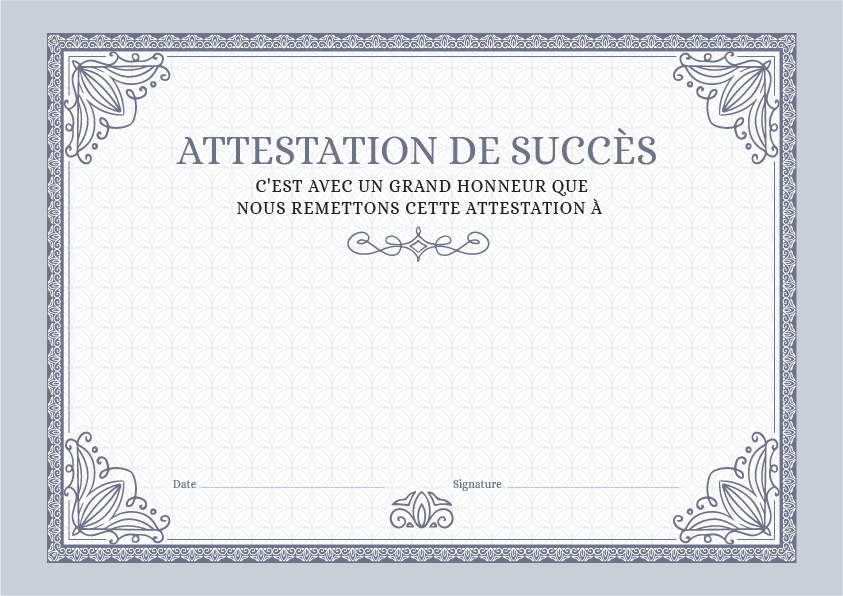 ATTESTATION DE SUCCÈS
C'EST AVEC UN GRAND HONNEUR QUE
NOUS REMETTONS CETTE ATTESTATION À
Date
Signature